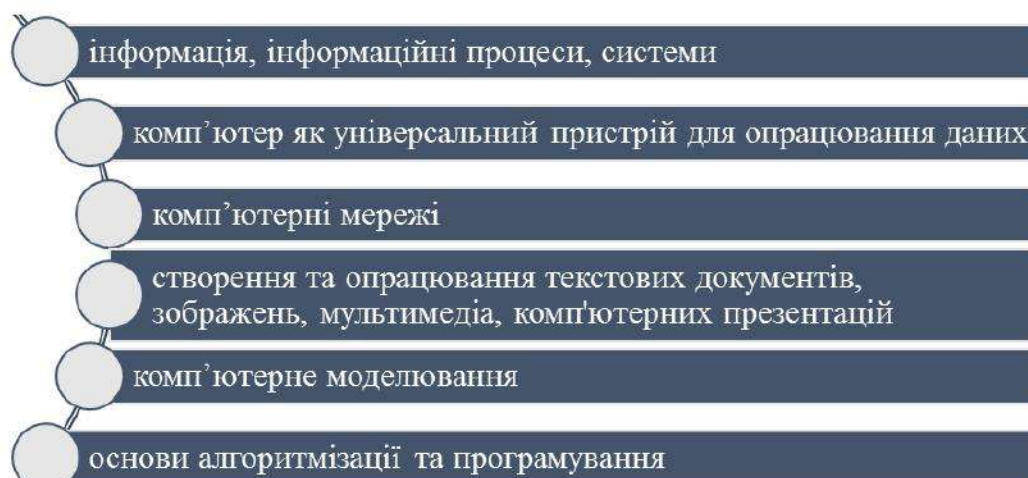 інформація, інформаційні процеси, системи
комп’ютер як універсальний пристрій для опрацювання даних
комп’ютерні мережі
створення та опрацювання текстових документів,
зображень, мультимедіа, комп'ютерних презентацій
комп’ютерне моделювання
основи алгоритмізації та програмування